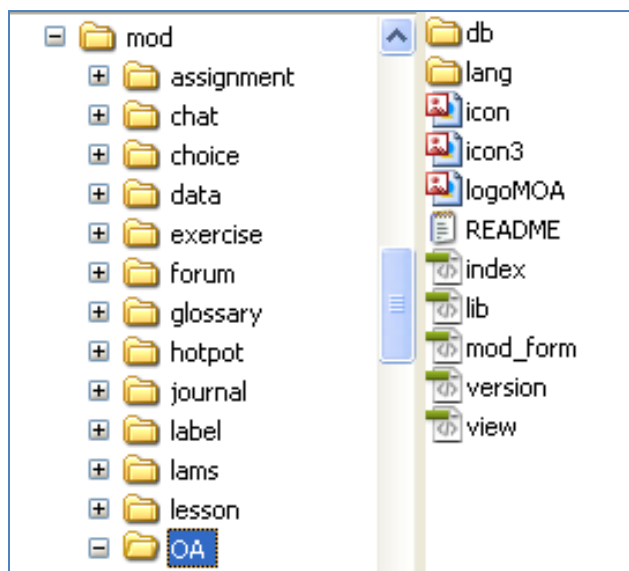 mod
assignment
chat
choice
data
exercise
forum
glossary
hotpot
journal
label
lams
lesson
OA
db
lang
icon
icon3
logoMOA
README
index
lib
mod_form
version
view